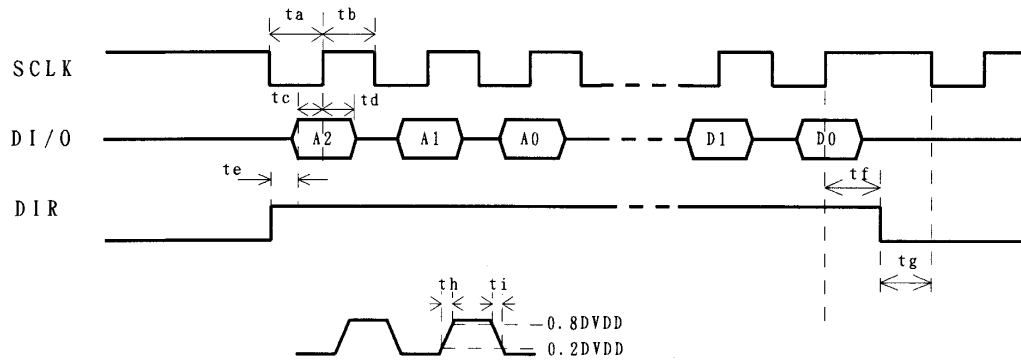 ta tb
SCLK
tc td
DI/O A2 A1 A0 D1 D0
te tf
DIR
tg
th ti
0.8DVDD
0.2DVDD